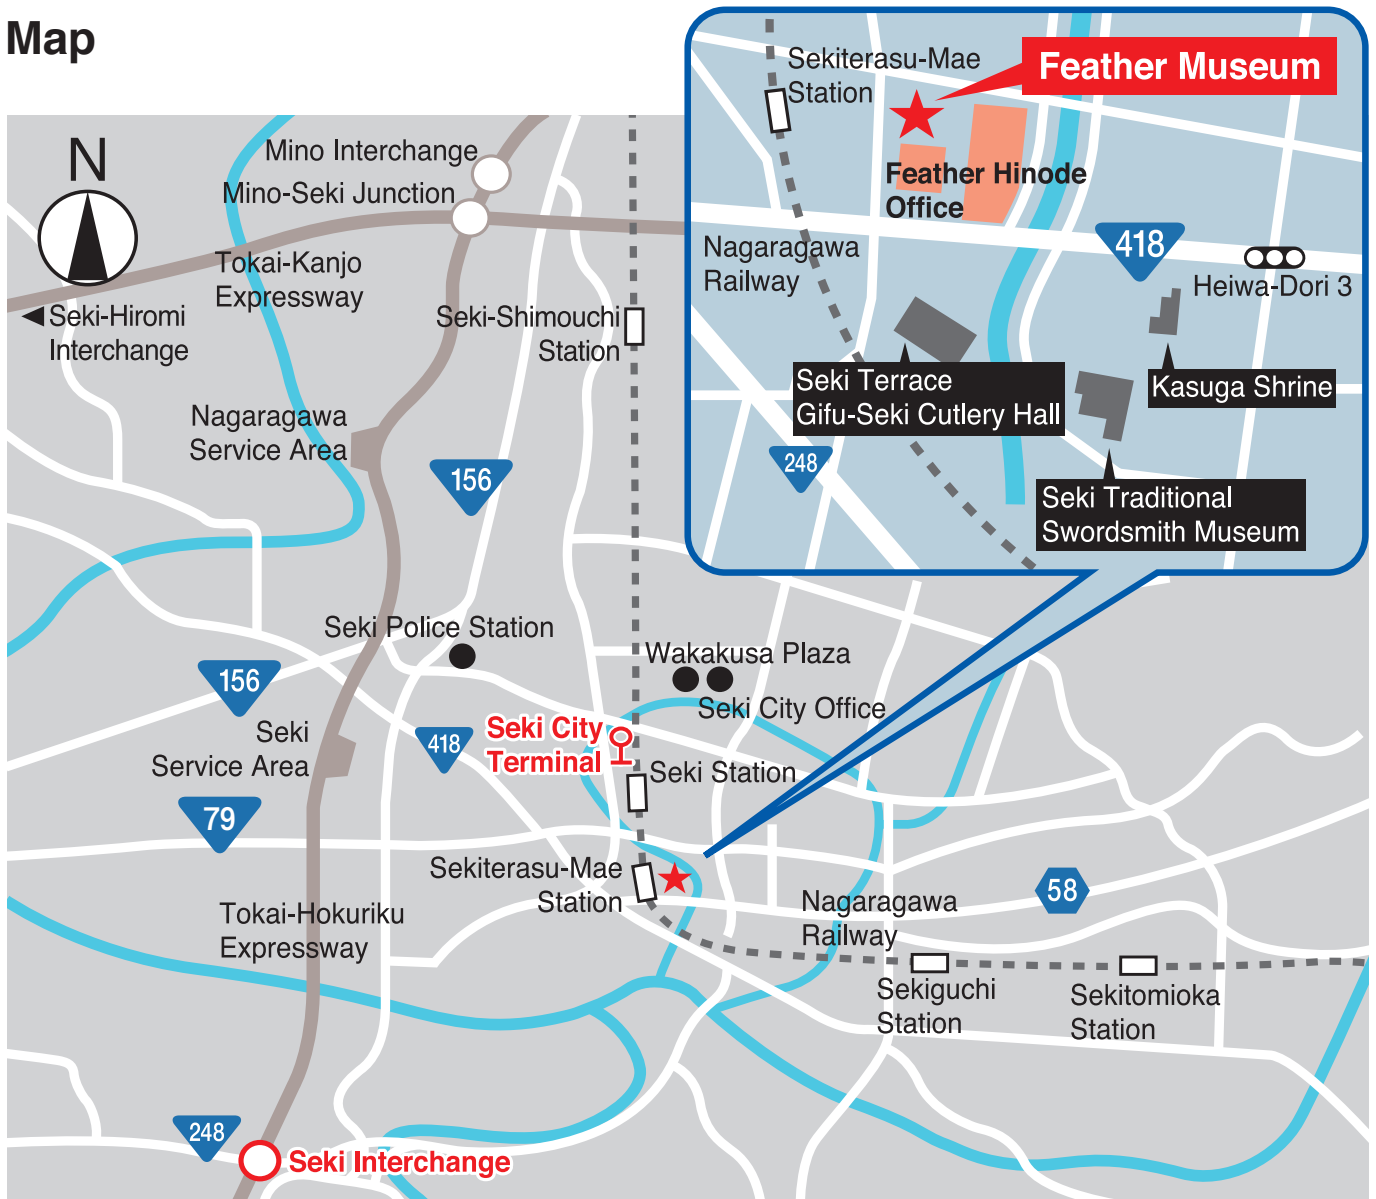 Map
N
Mino Interchange
Mino-Seki Junction
Tokai-Kanjo
Expressway
Seki-Hiromi
Interchange
Seki-Shimouchi
Station
Nagaragawa
Service Area
156
Seki Police Station
156
Seki
Service Area
418
Seki City
Terminal
Wakakusa Plaza
Seki City Office
Seki Station
79
Sekiterasu-Mae
Station
Tokai-Hokuriku
Expressway
Nagaragawa
Railway
58
Sekiguchi
Station
Sekitomioka
Station
248
Seki Interchange
Sekiterasu-Mae
Station
Feather Museum
Feather Hinode
Office
Nagaragawa
Railway
418
Heiwa-Dori 3
Seki Terrace
Gifu-Seki Cutlery Hall
Kasuga Shrine
248
Seki Traditional
Swordsmith Museum